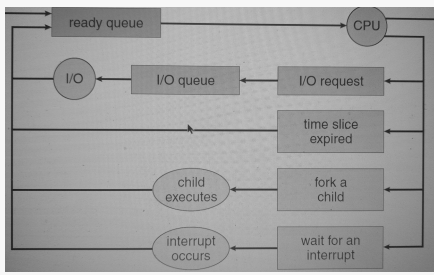 ready queue
CPU
I/O
I/O queue
I/O request
time slice
expired
child
executes
fork a
child
interrupt
occurs
wait for an
interrupt